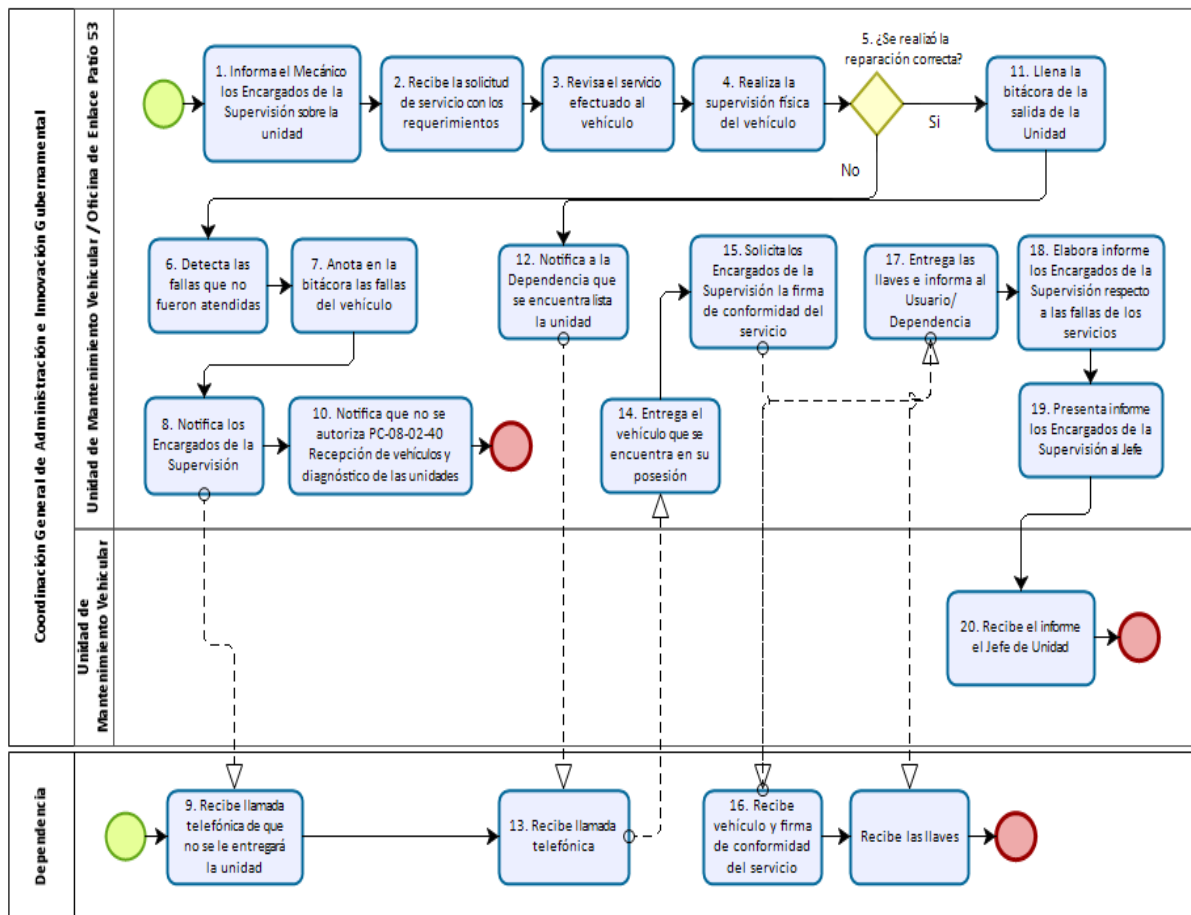 Coordinación General de Administración e Innovación Gubernamental
Unidad de Mantenimiento Vehicular / Oficina de Enlace Patio 53
1. Informa el Mecánico
los Encargados de la
Supervisión sobre la
unidad
2. Recibe la solicitud
de servicio con los
requerimientos
3. Revisa el servicio
efectuado al
vehículo
4. Realiza la
supervisión física
del vehículo
5. ¿Se realizó la
reparación correcta?
Si
No
11. Llena la
bitácora de la
salida de la
Unidad
6. Detecta las
fallas que no
fueron atendidas
7. Anota en la
bitácora las fallas
del vehículo
12. Notifica a la
Dependencia que
se encuentra lista
la unidad
15. Solicita los
Encargados de la
Supervisión la firma
de conformidad del
servicio
17. Entrega las
llaves e informa al
Usuario/
Dependencia
18. Elabora informe
los Encargados de la
Supervisión respecto
a las fallas de los
servicios
8. Notifica los
Encargados de la
Supervisión
10. Notifica que no se
autoriza PC-08-02-40
Recepción de vehículos y
diagnóstico de las unidades
14. Entrega el
vehículo que se
encuentra en su
posesión
19. Presenta informe
los Encargados de la
Supervisión al Jefe
Unidad de
Mantenimiento Vehicular
20. Recibe el informe
el Jefe de Unidad
Dependencia
9. Recibe llamada
telefónica de que
no se le entregará
la unidad
13. Recibe llamada
telefónica
16. Recibe
vehículo y firma
de conformidad
del servicio
Recibe las llaves